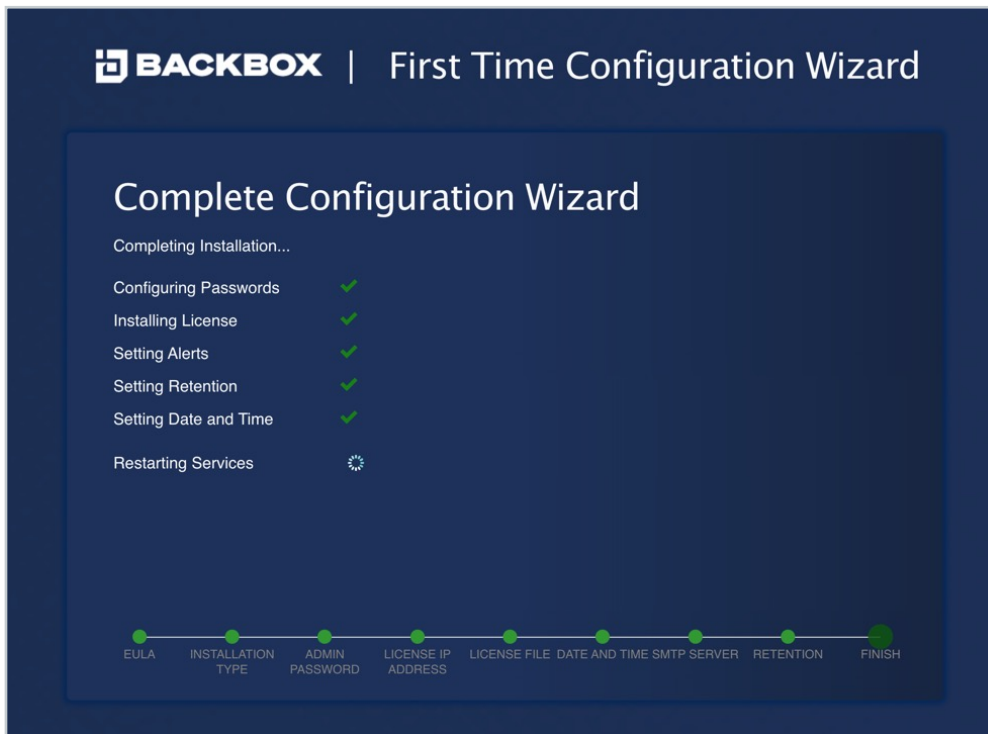 BACKBOX | First Time Configuration Wizard
Complete Configuration Wizard
Completing Installation...
Configuring Passwords
Installing License
Setting Alerts
Setting Retention
Setting Date and Time
Restarting Services
EULA
INSTALLATION
TYPE
ADMIN
PASSWORD
LICENSE IP
ADDRESS
LICENSE FILE
DATE AND TIME
SMTP SERVER
RETENTION
FINISH